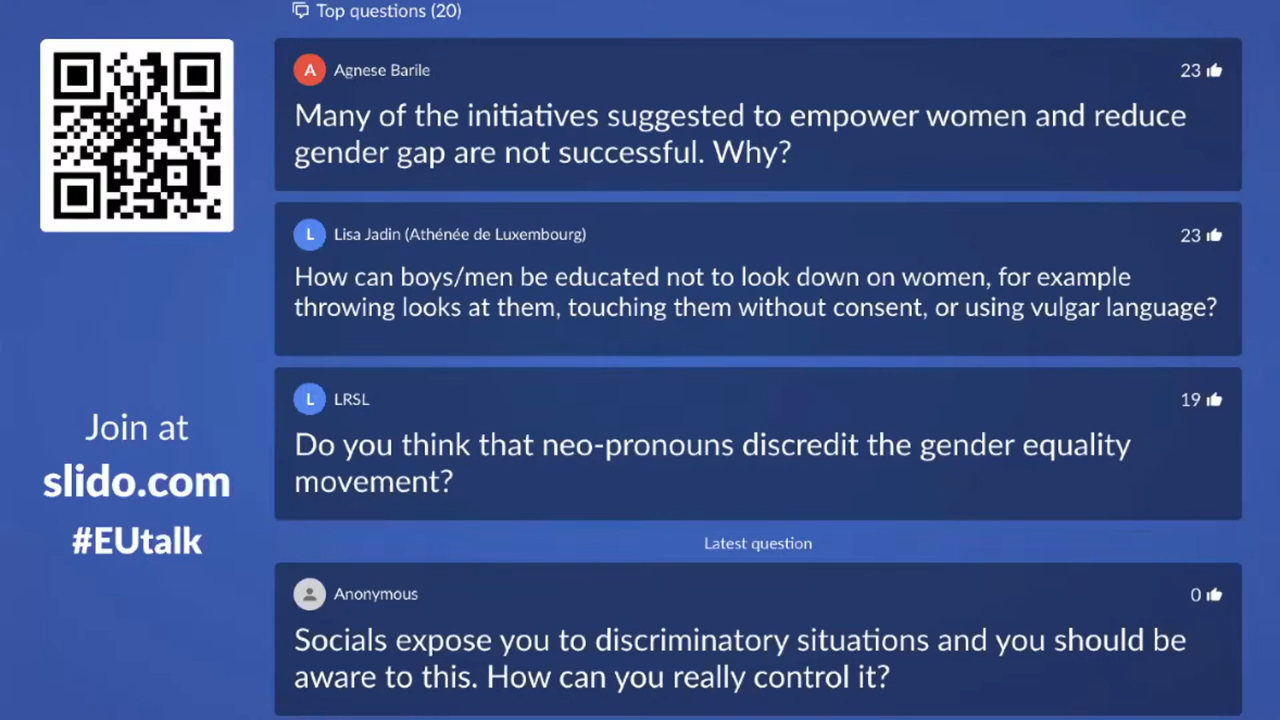 Top questions (20)
A Agnese Barile 23
Many of the initiatives suggested to empower women and reduce
gender gap are not successful. Why?
L Lisa Jadin (Athénée de Luxembourg) 23
How can boys/men be educated not to look down on women, for example
throwing looks at them, touching them without consent, or using vulgar language?
L LRSL 19
Do you think that neo-pronouns discredit the gender equality
movement?
Latest question
Anonymous 0
Socials expose you to discriminatory situations and you should be
aware to this. How can you really control it?
Join at
slido.com
#EUtalk